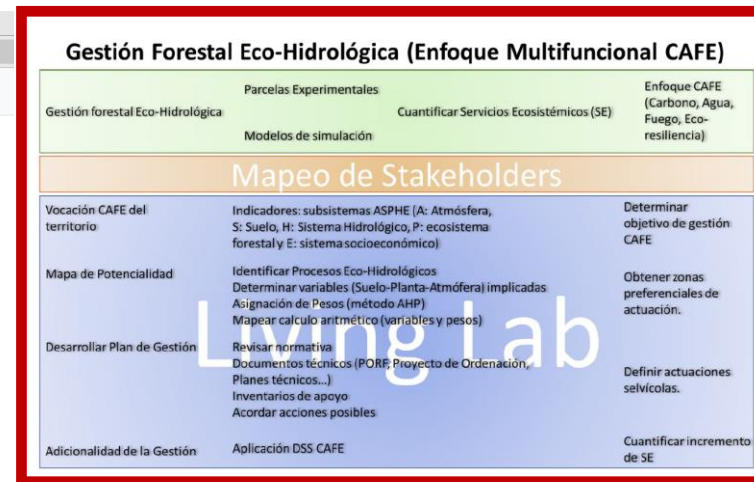 Gestión Forestal Eco-Hidrológica (Enfoque Multifuncional CAFE)
Gestión forestal Eco-Hidrológica
Parcelas Experimentales
Modelos de simulación
Cuantificar Servicios Ecosistémicos (SE)
Enfoque CAFE
(Carbono, Agua,
Fuego, Eco-
resiliencia)
Mapeo de Stakeholders
Living Lab
Vocación CAFE del
territorio
Indicadores: subsistemas ASPHE (A: Atmósfera,
S: Suelo, H: Sistema Hidrológico, P: ecosistema
forestal y E: sistema socioeconómico)
Determinar
objetivo de gestión
CAFE
Mapa de Potencialidad
Identificar Procesos Eco-Hidrológicos
Determinar variables (Suelo-Planta-Atmófera) implicadas
Asignación de Pesos (método AHP)
Mapear calculo aritmético (variables y pesos)
Obtener zonas
preferenciales de
actuación.
Desarrollar Plan de Gestión
Revisar normativa
Documentos técnicos (PORF, Proyecto de Ordenación,
Planes técnicos...)
Inventarios de apoyo
Acordar acciones posibles
Definir actuaciones
selvícolas.
Adicionalidad de la Gestión
Aplicación DSS CAFE
Cuantificar incremento
de SE